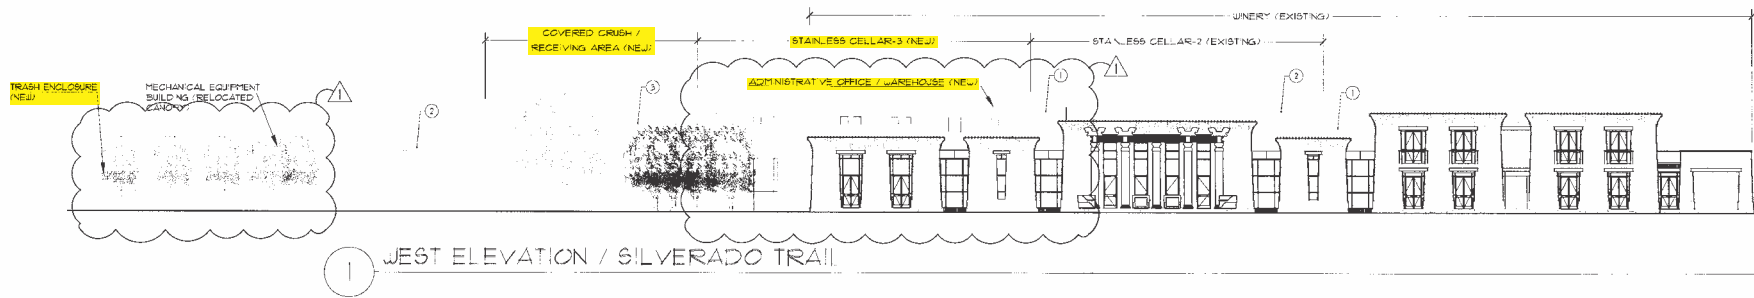 WINERY (EXISTING)
COVERED CRUSH /
RECEIVING AREA (NEW)
STAINLESS CELLAR-3 (NEW)
STAINLESS CELLAR-2 (EXISTING)
TRASH ENCLOSURE
(NEW)
MECHANICAL EQUIPMENT
BUILDING (RELOCATED
CANOPY)
ADMINISTRATIVE OFFICE / WAREHOUSE (NEW)
1
1
2
3
1
2
1
1 WEST ELEVATION / SILVERADO TRAIL